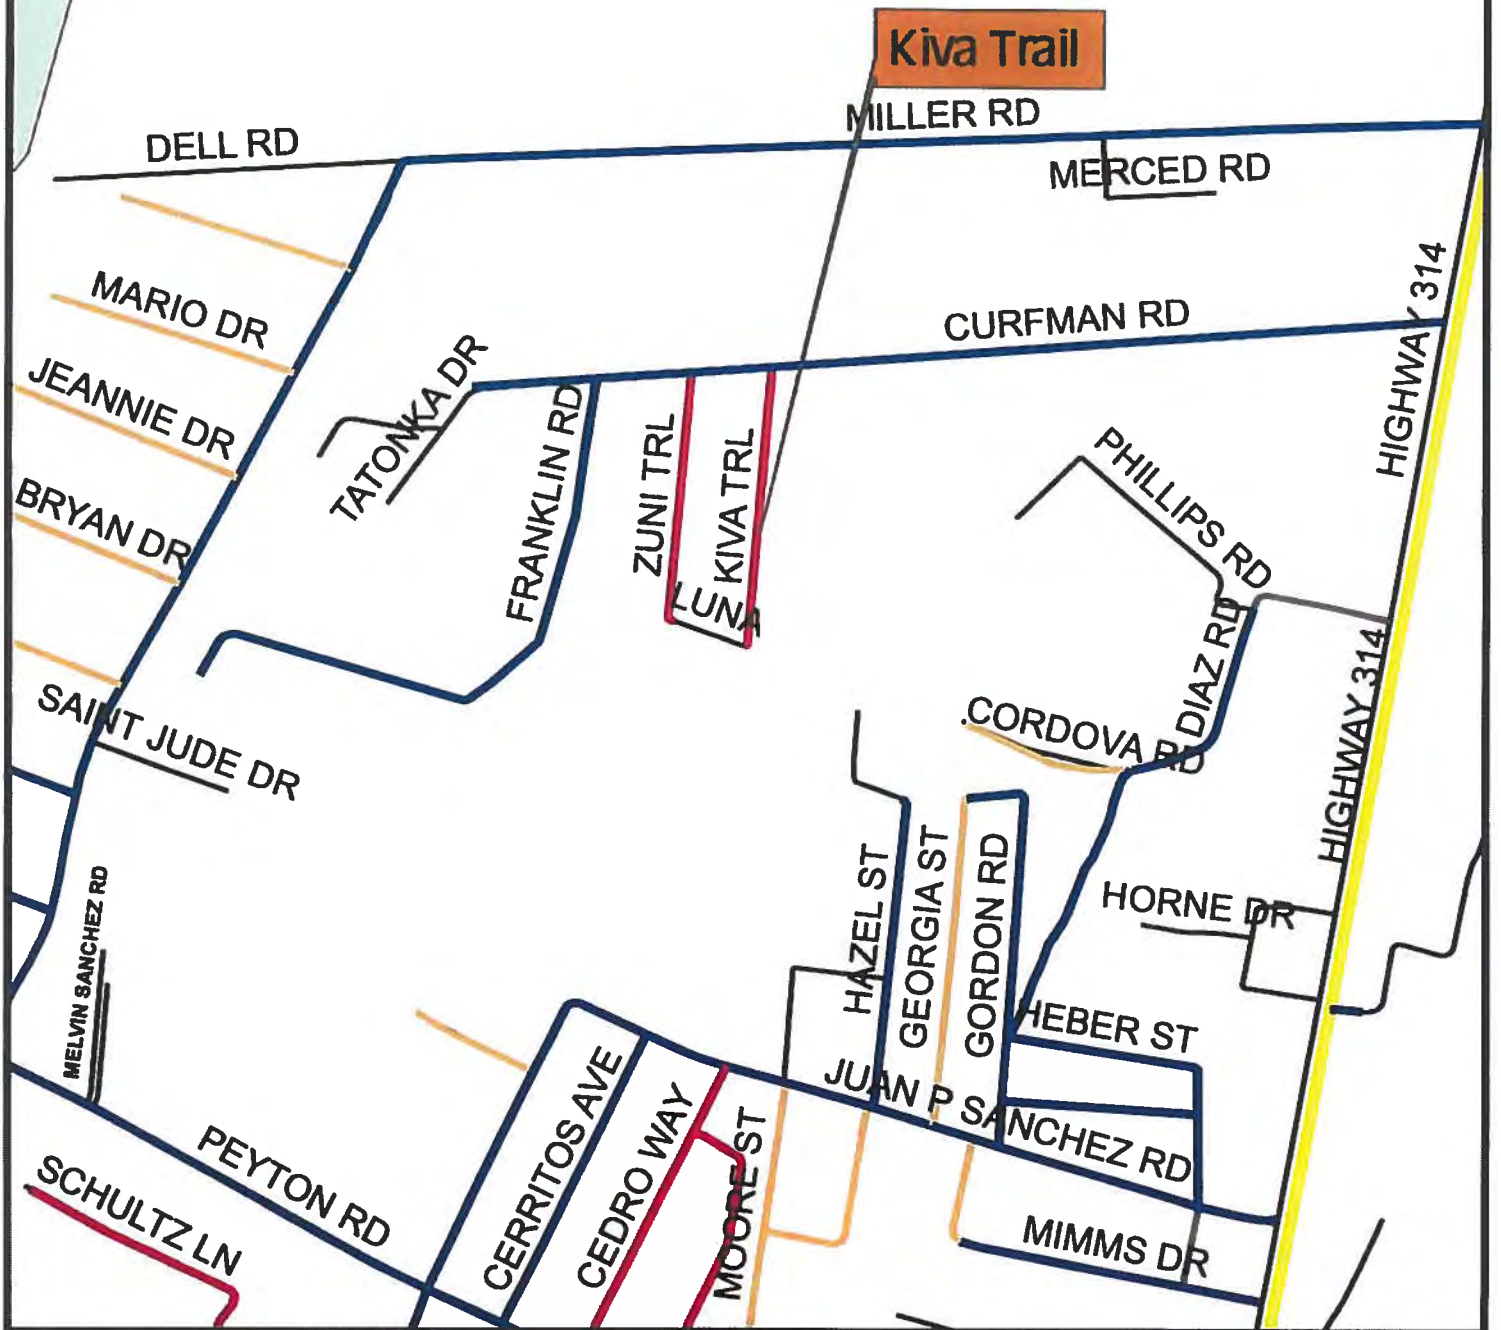 Kiva Trail
MILLER RD
DELL RD
MERCED RD
HIGHWAY 314
MARIO DR
CURFMAN RD
TATONKA DR
JEANNIE DR
FRANKLIN RD
ZUNI TRL
KIVA TRL
PHILLIPS RD
BRYAN DR
LUNA
DIAZ RD
HIGHWAY 314
SAINT JUDE DR
CORDOVA RD
MELVIN SANCHEZ RD
HAZEL ST
GEORGIA ST
GORDON RD
HORNE DR
HEBER ST
JUAN P SANCHEZ RD
CERRITOS AVE
CEDRO WAY
MOORE ST
PEYTON RD
SCHULTZ LN
MIMMS DR